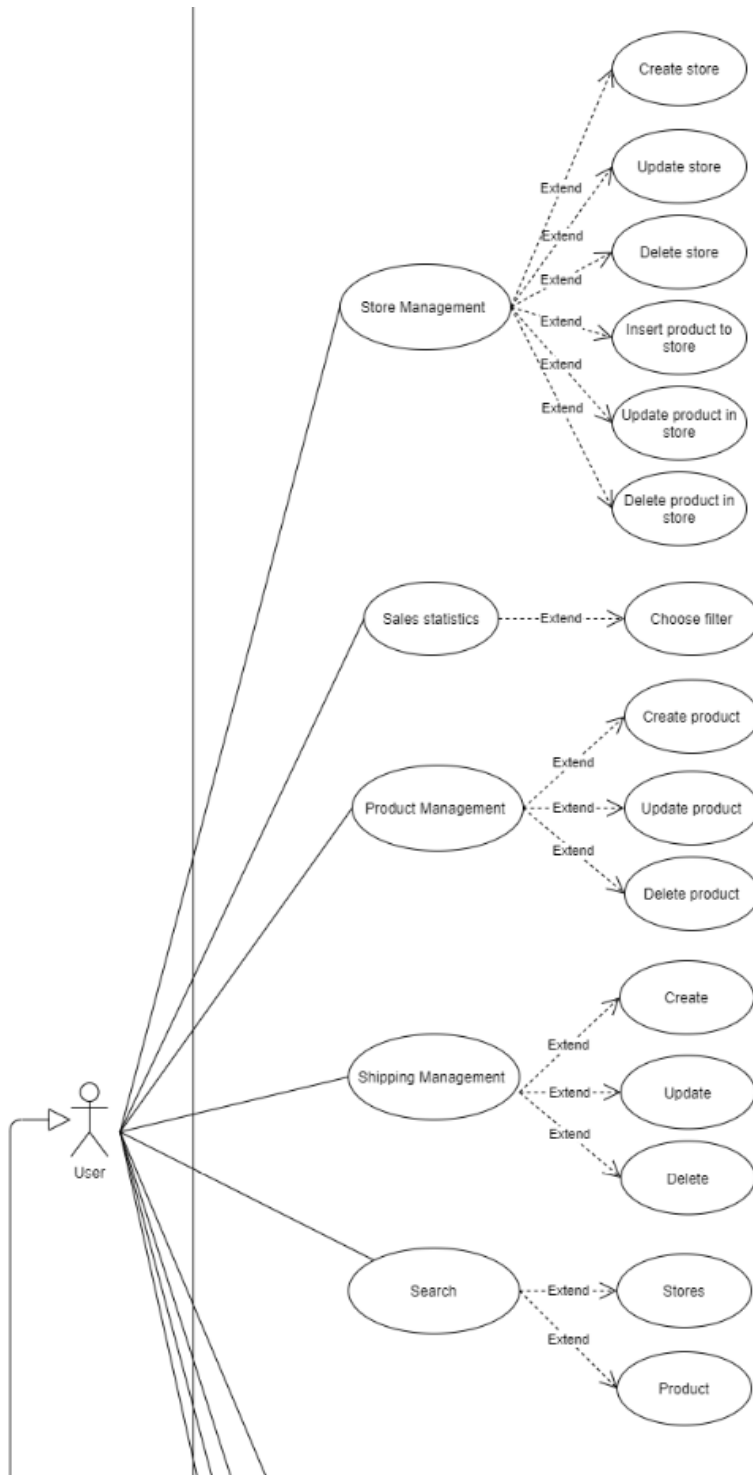 Create store
Extend
Update store
Extend
Delete store
Extend
Store Management
Extend
Insert product to
store
Extend
Update product in
store
Extend
Delete product in
store
Sales statistics
Extend
Choose filter
Create product
Extend
Product Management
Extend
Update product
Extend
Delete product
Create
Extend
Shipping Management
Extend
Update
Extend
Delete
User
Search
Extend
Stores
Extend
Product